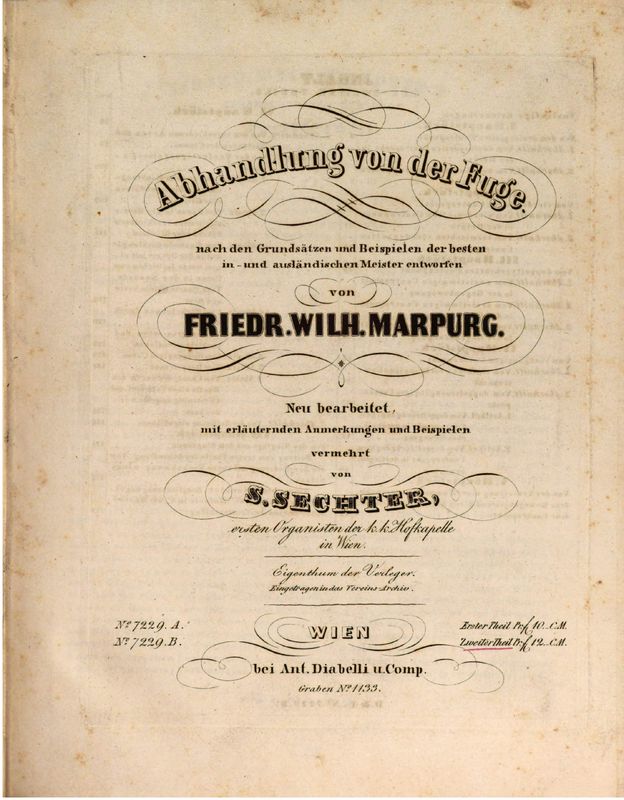 Abhandlung von der Fuge.
nach den Grundsätzen und Beispielen der besten
in- und ausländischen Meister entworfen
von
FRIEDR. WILH. MARPURG.
Neu bearbeitet,
mit erläuternden Anmerkungen und Beispielen
vermehrt
von
S. SECHTER,
ersten Organisten der k. k. Hofkapelle
in Wien.
Eigenthum der Verleger.
Eingetragen in das Vereins-Archiv.
No 7229. A.
No 7229. B.
Erster Theil Pr. f 10.. C.M.
Zweiter Theil Pr. f 12.. C.M.
WIEN
bei Ant. Diabelli u. Comp.
Graben No 1133.